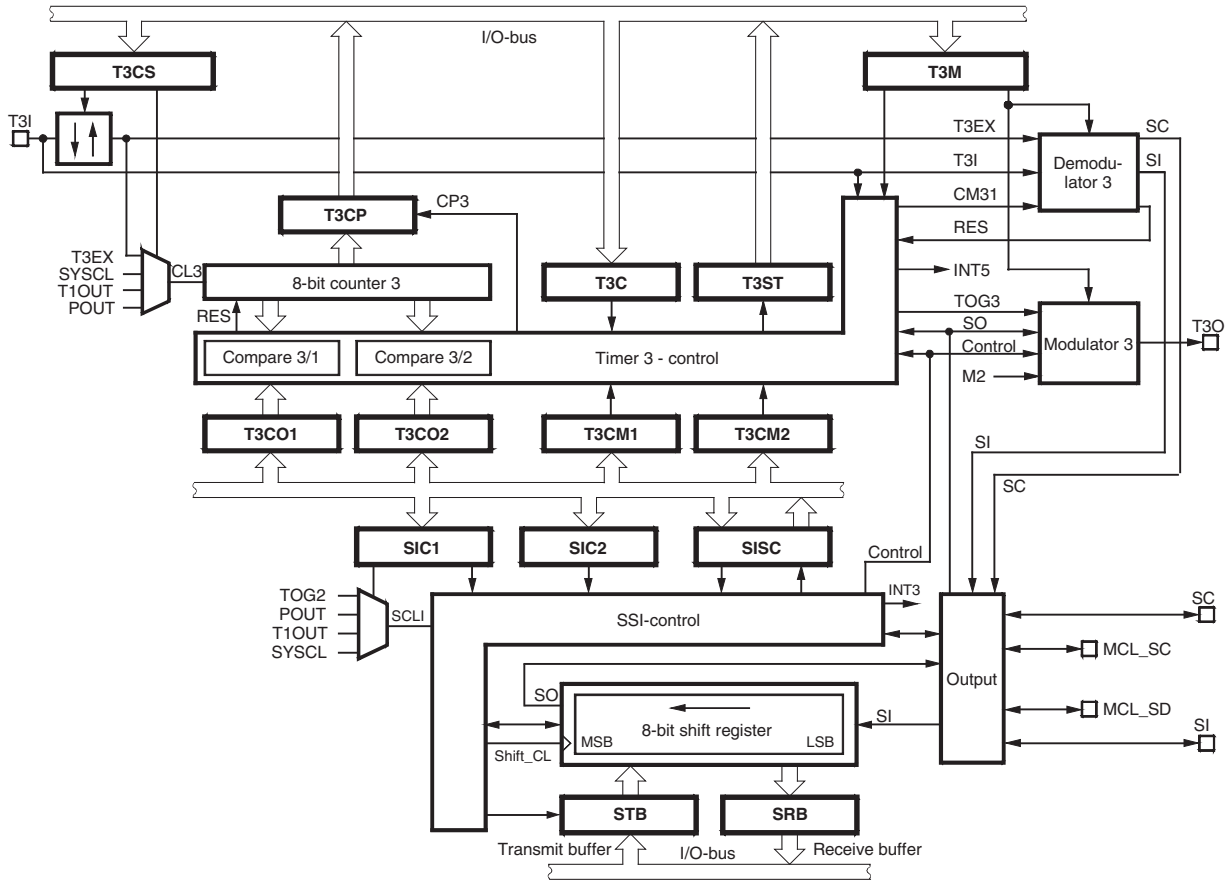 I/O-bus
T3CS
T3M
T3I
T3EX
SC
T3I
SI
Demodu-
lator 3
T3CP
CP3
CM31
RES
T3EX
SYSCL
T1OUT
POUT
CL3
8-bit counter 3
T3C
T3ST
INT5
RES
TOG3
SO
Control
M2
Modulator 3
T3O
Compare 3/1
Compare 3/2
Timer 3 - control
T3CO1
T3CO2
T3CM1
T3CM2
SI
SC
SIC1
SIC2
SISC
Control
TOG2
POUT
T1OUT
SYSCL
SCLI
SSI-control
INT3
SC
MCL_SC
Output
MCL_SD
SI
SO
8-bit shift register
MSB
LSB
SI
Shift_CL
STB
SRB
Transmit buffer
I/O-bus
Receive buffer